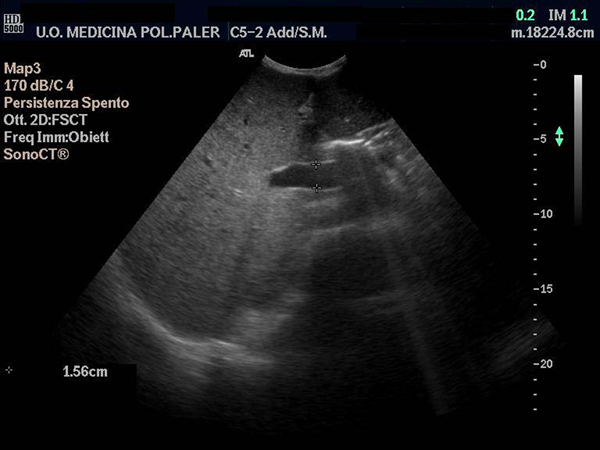 HD
5000
0.2 IM 1.1
U.O. MEDICINA POL.PALER C5-2 Add/S.M. m.18224.8cm
ATL
Map3
170 dB/C 4
Persistenza Spento
Ott. 2D:FSCT
Freq Imm:Obiett
SonoCT®
0
5
10
15
20
1.56cm